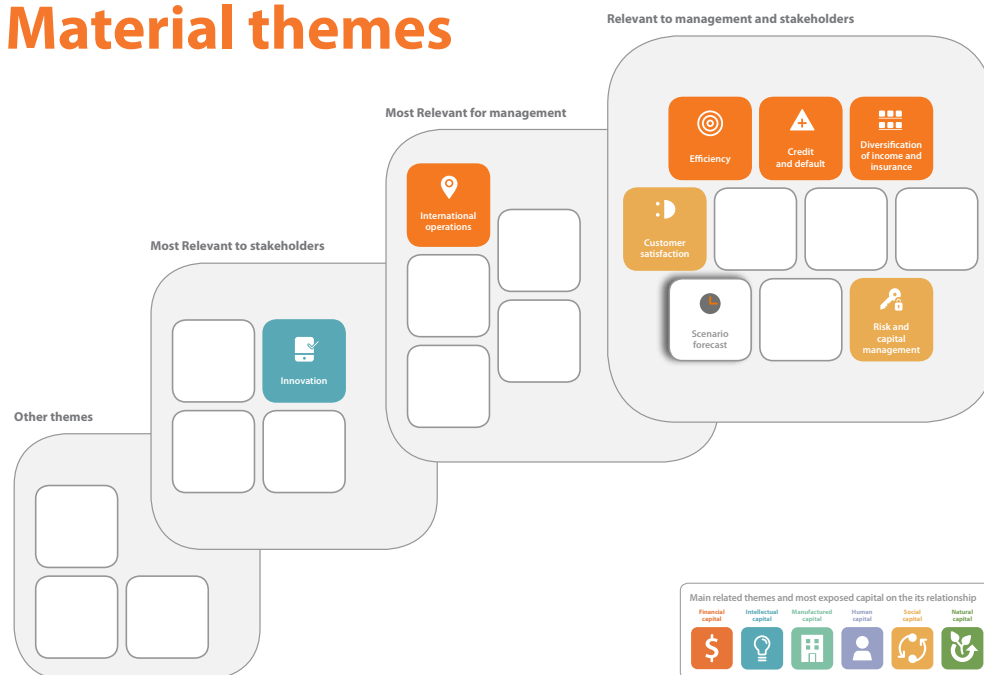 Material themes
Relevant to management and stakeholders
Efficiency
Credit
and default
Diversification
of income and
insurance
Customer
satisfaction
Scenario
forecast
Risk and
capital
management
Most Relevant for management
International
operations
Most Relevant to stakeholders
Innovation
Other themes
Main related themes and most exposed capital on the its relationship
Financial
capital
Intellectual
capital
Manufactured
capital
Human
capital
Social
capital
Natural
capital